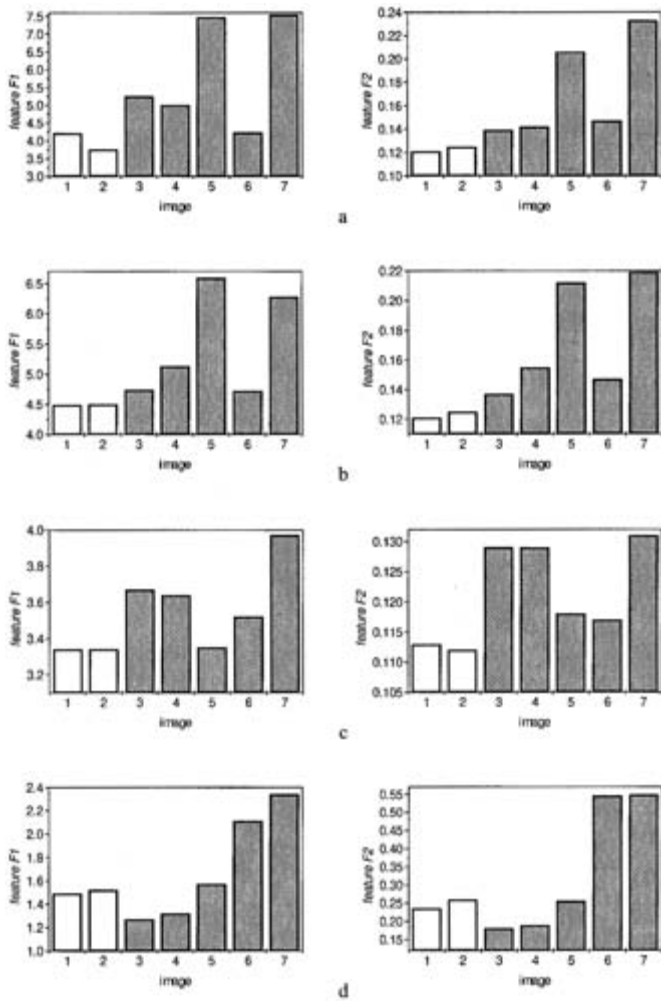 feature F1
7.5
7.0
6.5
6.0
5.5
5.0
4.5
4.0
3.5
3.0
1 2 3 4 5 6 7
image
feature F2
0.24
0.22
0.20
0.18
0.16
0.14
0.12
0.10
1 2 3 4 5 6 7
image
a
feature F1
6.5
6.0
5.5
5.0
4.5
4.0
1 2 3 4 5 6 7
image
feature F2
0.22
0.20
0.18
0.16
0.14
0.12
1 2 3 4 5 6 7
image
b
feature F1
4.0
3.8
3.6
3.4
3.2
1 2 3 4 5 6 7
image
feature F2
0.130
0.125
0.120
0.115
0.110
0.105
1 2 3 4 5 6 7
image
c
feature F1
2.4
2.2
2.0
1.8
1.6
1.4
1.2
1.0
1 2 3 4 5 6 7
image
feature F2
0.55
0.50
0.45
0.40
0.35
0.30
0.25
0.20
0.15
1 2 3 4 5 6 7
image
d